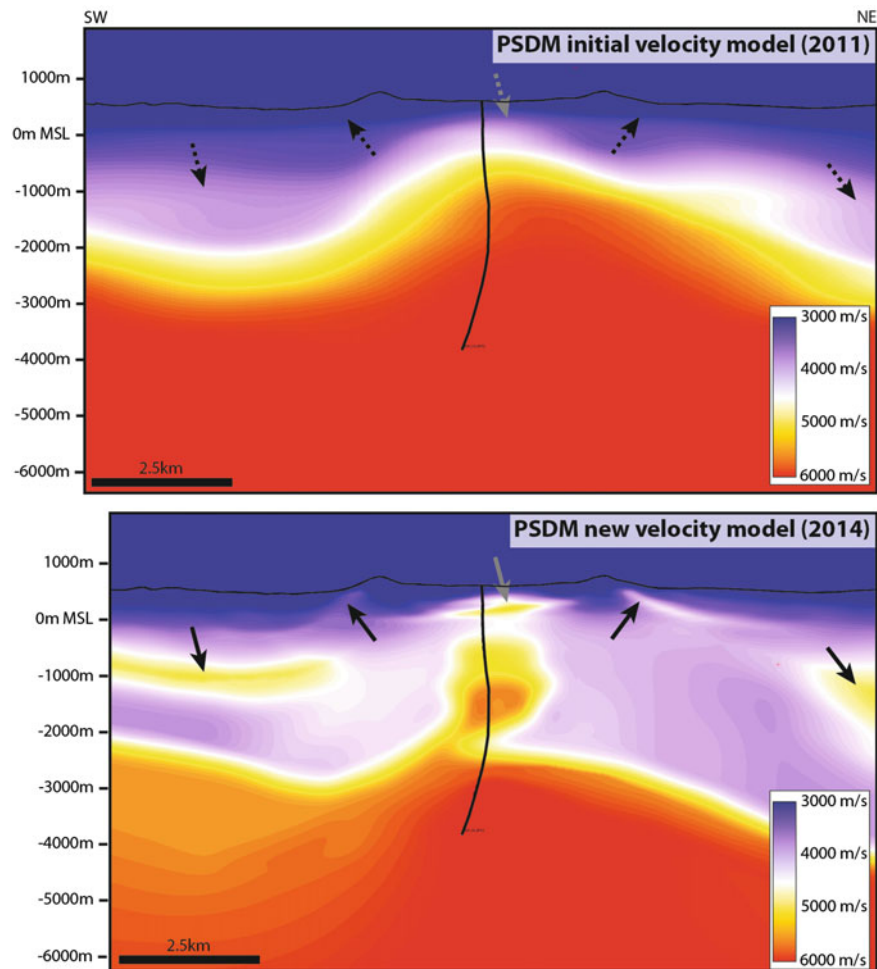 SW NE
PSDM initial velocity model (2011)
1000m
0m MSL
-1000m
-2000m
-3000m
-4000m
-5000m
-6000m
3000 m/s
4000 m/s
5000 m/s
6000 m/s
2.5km
PSDM new velocity model (2014)
1000m
0m MSL
-1000m
-2000m
-3000m
-4000m
-5000m
-6000m
3000 m/s
4000 m/s
5000 m/s
6000 m/s
2.5km